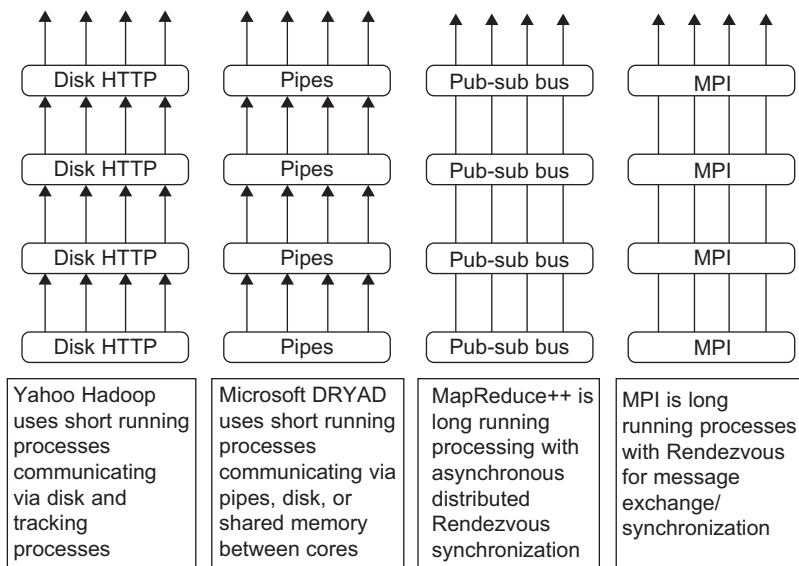 Disk HTTP
Disk HTTP
Disk HTTP
Disk HTTP
Yahoo Hadoop
uses short running
processes
communicating
via disk and
tracking
processes
Pipes
Pipes
Pipes
Pipes
Microsoft DRYAD
uses short running
processes
communicating via
pipes, disk, or
shared memory
between cores
Pub-sub bus
Pub-sub bus
Pub-sub bus
Pub-sub bus
MapReduce++ is
long running
processing with
asynchronous
distributed
Rendezvous
synchronization
MPI
MPI
MPI
MPI
MPI is long
running processes
with Rendezvous
for message
exchange/
synchronization